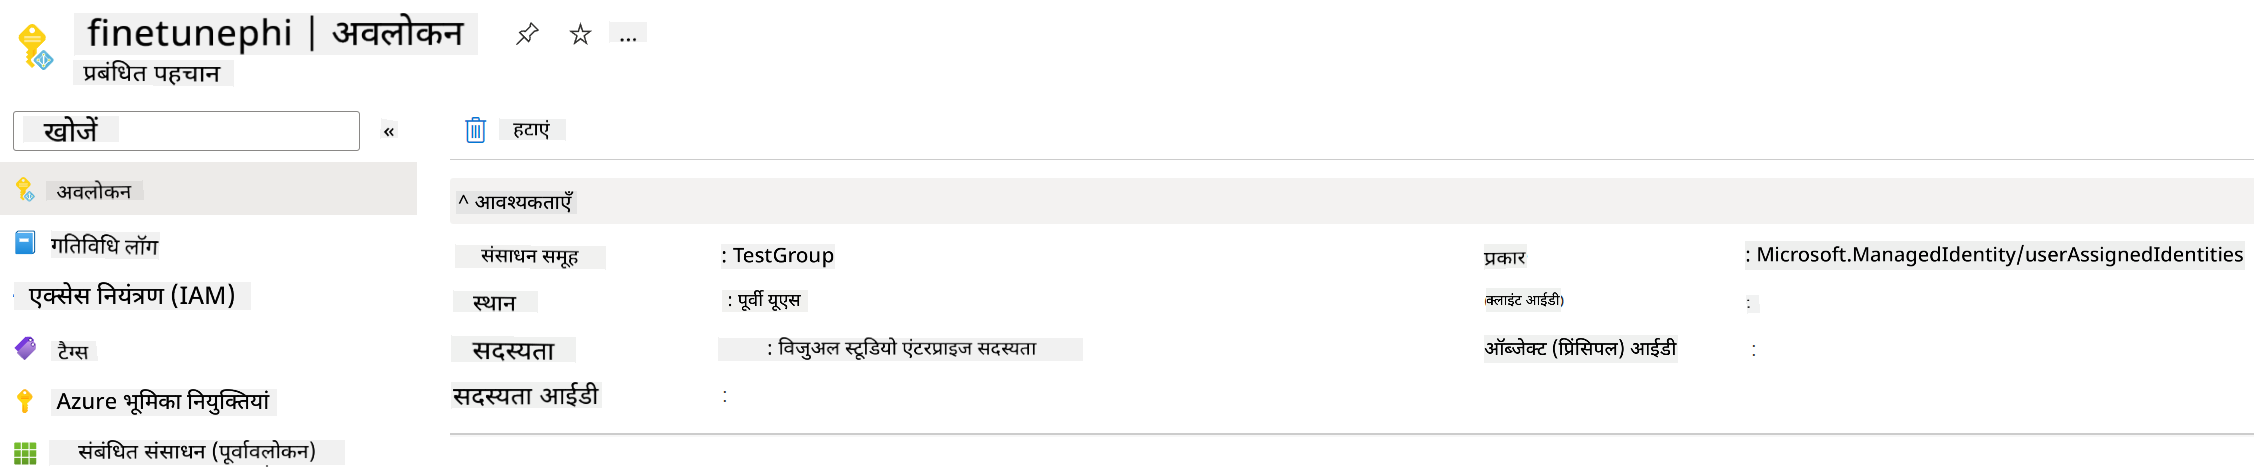 finetunephi | अवलोकन
...
प्रबंधित पहचान
खोजें
«
हटाएं
अवलोकन
^ आवश्यकताएँ
गतिविधि लॉग
संसाधन समूह : TestGroup
प्रकार : Microsoft.ManagedIdentity/userAssignedIdentities
एक्सेस नियंत्रण (IAM)
स्थान : पूर्वी यूएस
क्लाइंट आईडी) :
टैग्स
सदस्यता : विजुअल स्टूडियो एंटरप्राइज सदस्यता
ऑब्जेक्ट (प्रिंसिपल) आईडी :
Azure भूमिका नियुक्तियां
सदस्यता आईडी :
संबंधित संसाधन (पूर्वावलोकन)